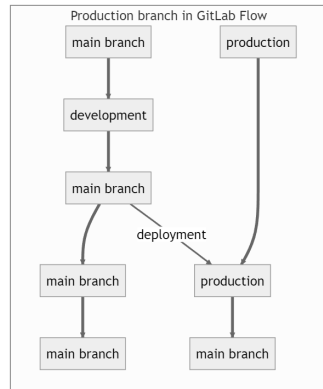 Production branch in GitLab Flow
main branch
production
development
main branch
deployment
main branch
production
main branch
main branch